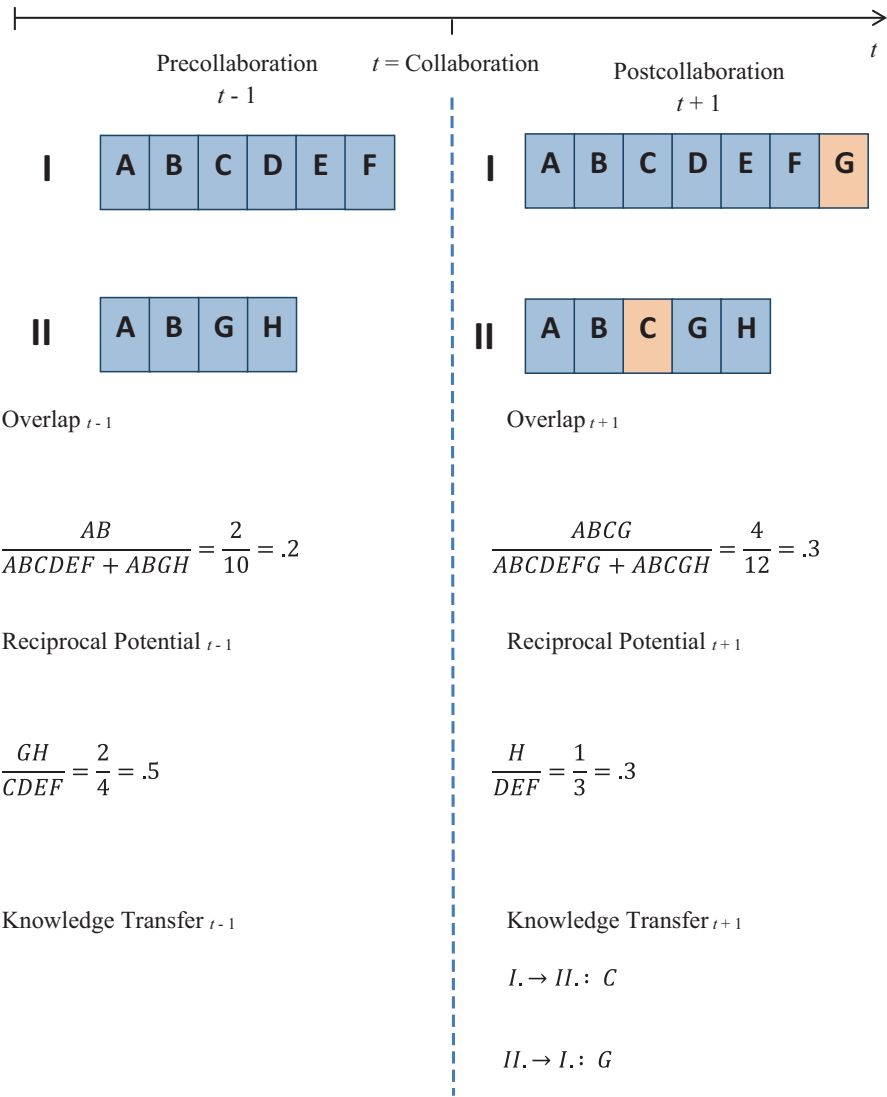 t
Precollaboration
t - 1
t = Collaboration
Postcollaboration
t + 1
I A B C D E F
I A B C D E F G
II A B G H
II A B C G H
Overlap t - 1
Overlap t + 1
AB
ABCDEF + ABGH = 2/10 = .2
ABCG
ABCDEFG + ABCGH = 4/12 = .3
Reciprocal Potential t - 1
Reciprocal Potential t + 1
GH
CDEF = 2/4 = .5
H
DEF = 1/3 = .3
Knowledge Transfer t - 1
Knowledge Transfer t + 1
I. → II. : C
II. → I. : G